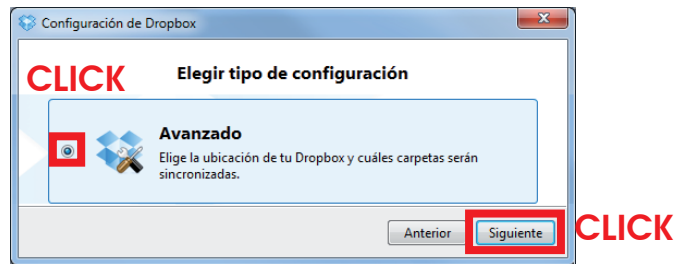 Configuración de Dropbox
CLICK
Elegir tipo de configuración
Avanzado
Elige la ubicación de tu Dropbox y cuáles carpetas serán
sincronizadas.
Anterior
Siguiente
CLICK